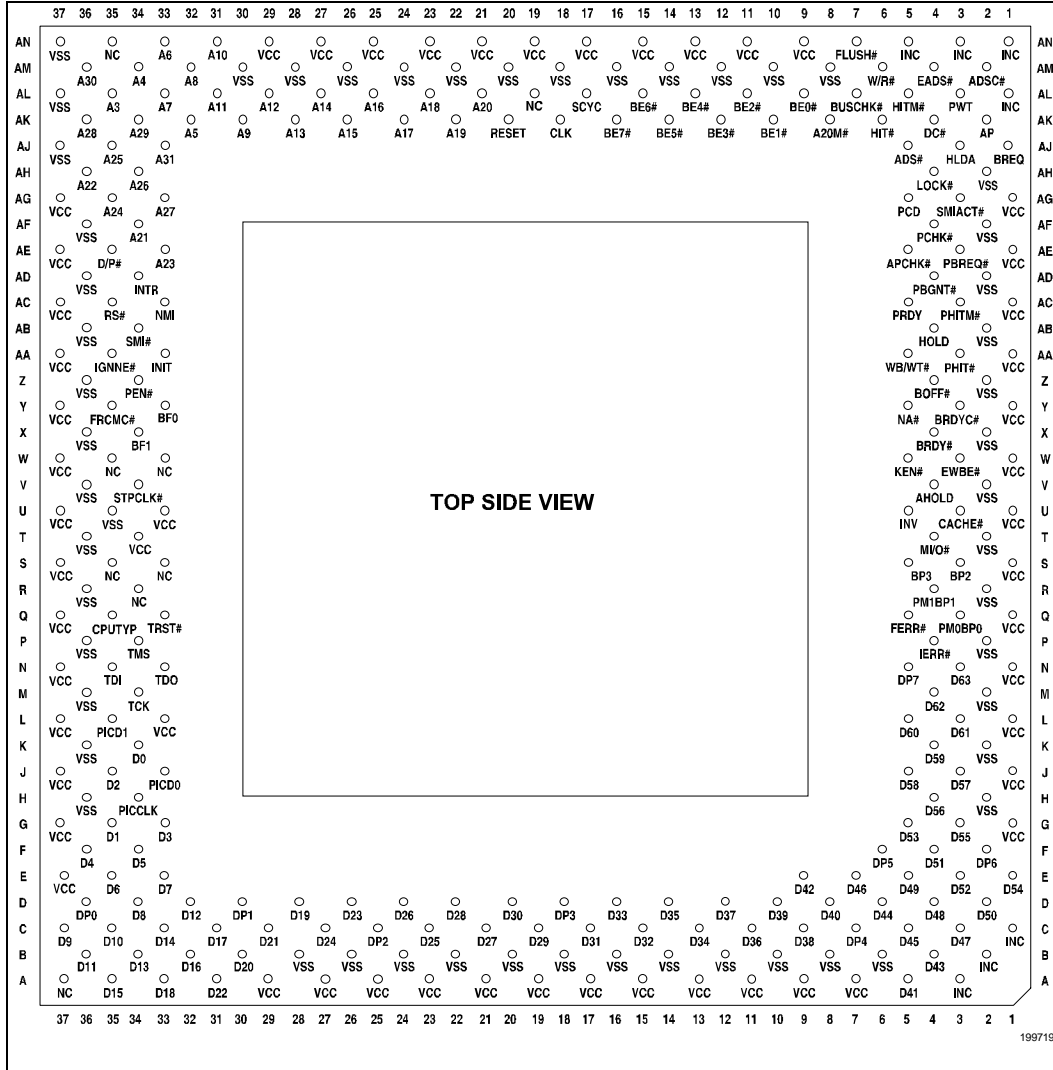 37 36 35 34 33 32 31 30 29 28 27 26 25 24 23 22 21 20 19 18 17 16 15 14 13 12 11 10 9 8 7 6 5 4 3 2 1
AN VSS NC A6 A10 VCC VCC VCC VCC VCC VCC VCC VCC VCC VCC VCC FLUSH# INC INC INC AN
AM A30 A4 A8 VSS VSS VSS VSS VSS VSS VSS VSS VSS VSS VSS VSS W/R# EADS# ADSC# AM
AL VSS A3 A7 A11 A12 A14 A16 A18 A20 NC SCYC BE6# BE4# BE2# BE0# BUSCHK# HITM# PWT INC AL
AK A28 A29 A5 A9 A13 A15 A17 A19 RESET CLK BE7# BE5# BE3# BE1# A20M# HIT# DC# AP AK
AJ VSS A25 A31 ADS# HLDA BREQ AJ
AH A22 A26 LOCK# VSS AH
AG VCC A24 A27 PCD SMIACT# VCC AG
AF VSS A21 PCHK# VSS AF
AE VCC D/P# A23 APCHK# PBREQ# VCC AE
AD VSS INTR PBGNT# VSS AD
AC VCC RS# NMI PRDY PHITM# VCC AC
AB VSS SMI# HOLD VSS AB
AA VCC IGNNE# INIT WB/WT# PHIT# VCC AA
Z VSS PEN# BOFF# VSS Z
Y VCC FRCMC# BF0 NA# BRDYC# VCC Y
X VSS BF1 BRDY# VSS X
W VCC NC NC KEN# EWBE# VCC W
V VSS STPCLK# TOP SIDE VIEW AHOLD VSS V
U VCC VSS VCC INV CACHE# VCC U
T VSS VCC MI/O# VSS T
S VCC NC NC BP3 BP2 VCC S
R VSS NC PM1BP1 VSS R
Q VCC CPUTYP TRST# FERR# PM0BP0 VCC Q
P VSS TMS IERR# VSS P
N VCC TDI TDO DP7 D63 VCC N
M VSS TCK D62 VSS M
L VCC PICD1 VCC D60 D61 VCC L
K VSS D0 D59 VSS K
J VCC D2 PICD0 D58 D57 VCC J
H VSS PICCLK D56 VSS H
G VCC D1 D3 D53 D55 VCC G
F D4 D5 DP5 D51 DP6 F
E VCC D6 D7 D42 D46 D49 D52 D54 E
D DP0 D8 D12 DP1 D19 D23 D26 D28 D30 DP3 D33 D35 D37 D39 D40 D44 D48 D50 D
C D9 D10 D14 D17 D21 D24 DP2 D25 D27 D29 D31 D32 D34 D36 D38 DP4 D45 D47 INC C
B D11 D13 D16 D20 VSS VSS VSS VSS VSS VSS VSS VSS VSS VSS VSS VSS D43 INC B
A NC D15 D18 D22 VCC VCC VCC VCC VCC VCC VCC VCC VCC VCC VCC VCC D41 INC A
37 36 35 34 33 32 31 30 29 28 27 26 25 24 23 22 21 20 19 18 17 16 15 14 13 12 11 10 9 8 7 6 5 4 3 2 1
199719